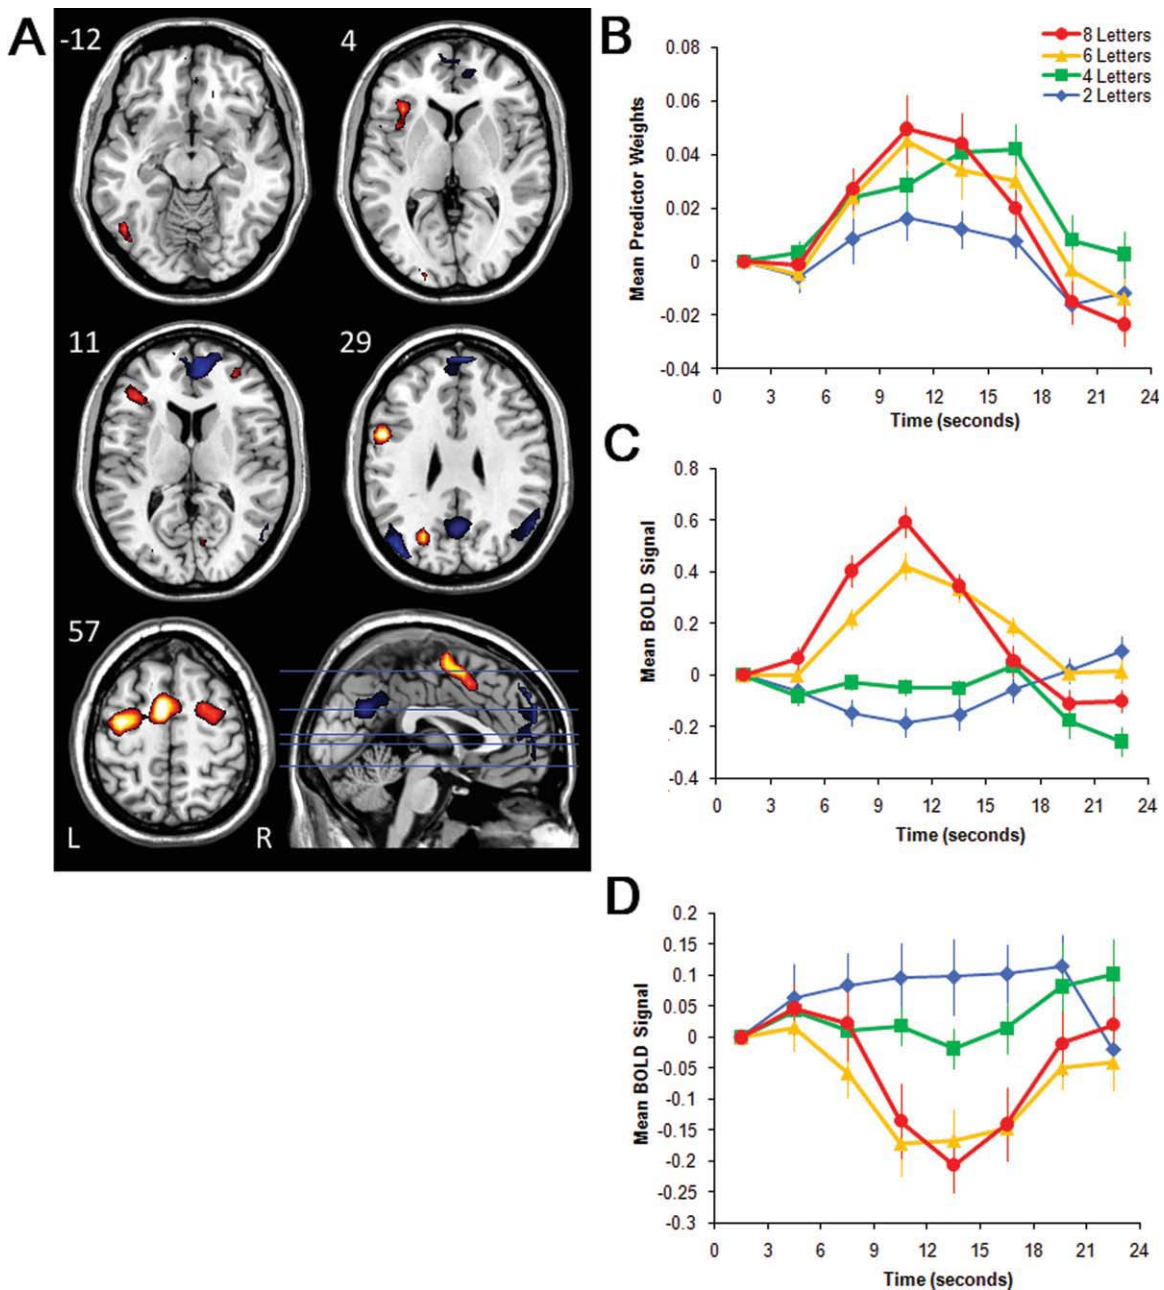 A
-12
4
11
29
57
L
R
B
8 Letters
6 Letters
4 Letters
2 Letters
Mean Predictor Weights
0.08
0.06
0.04
0.02
0
-0.02
-0.04
0 3 6 9 12 15 18 21 24
Time (seconds)
C
Mean BOLD Signal
0.8
0.6
0.4
0.2
0
-0.2
-0.4
0 3 6 9 12 15 18 21 24
Time (seconds)
D
Mean BOLD Signal
0.2
0.15
0.1
0.05
0
-0.05
-0.1
-0.15
-0.2
-0.25
-0.3
0 3 6 9 12 15 18 21 24
Time (seconds)